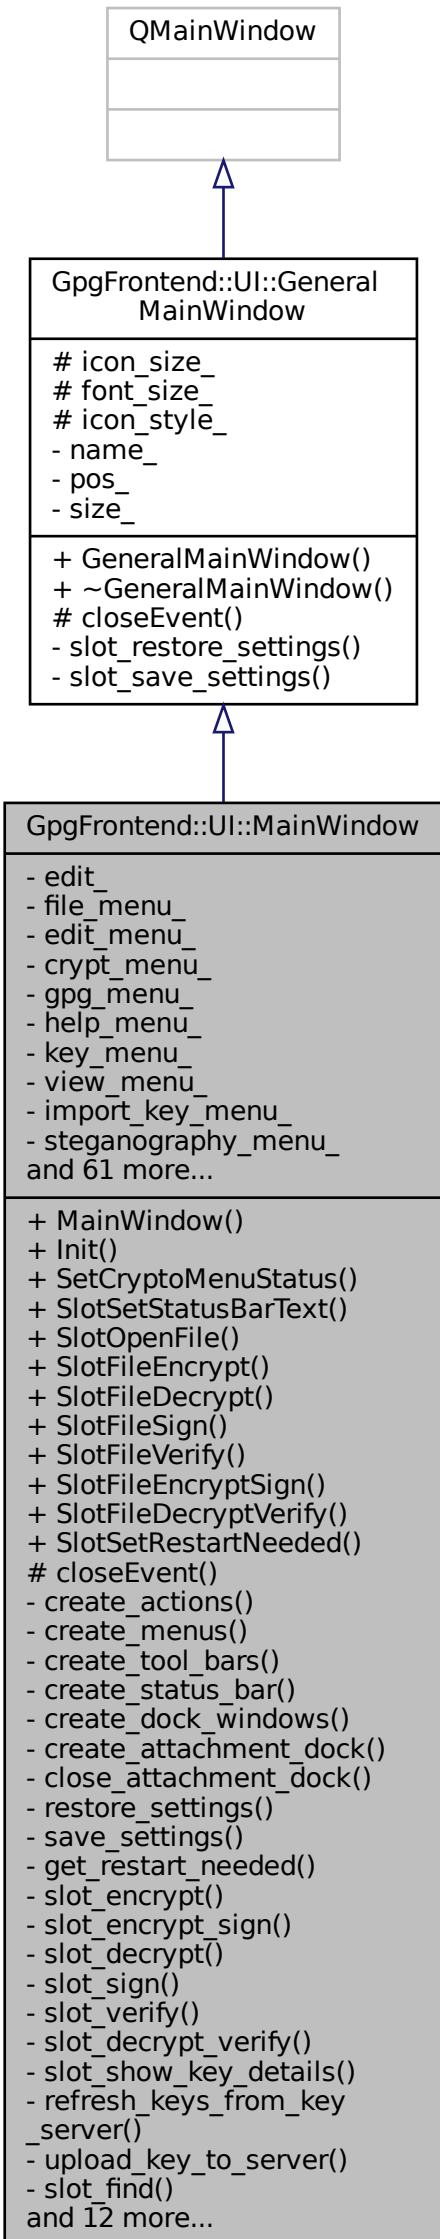 QMainWindow
GpgFrontend::UI::General
MainWindow
# icon_size_
# font_size_
# icon_style_
- name_
- pos_
- size_
+ GeneralMainWindow()
+ ~GeneralMainWindow()
# closeEvent()
- slot_restore_settings()
- slot_save_settings()
GpgFrontend::UI::MainWindow
- edit_
- file_menu_
- edit_menu_
- crypt_menu_
- gpg_menu_
- help_menu_
- key_menu_
- view_menu_
- import_key_menu_
- steganography_menu_
and 61 more...
+ MainWindow()
+ Init()
+ SetCryptoMenuStatus()
+ SlotSetStatusBarText()
+ SlotOpenFile()
+ SlotFileEncrypt()
+ SlotFileDecrypt()
+ SlotFileSign()
+ SlotFileVerify()
+ SlotFileEncryptSign()
+ SlotFileDecryptVerify()
+ SlotSetRestartNeeded()
# closeEvent()
- create_actions()
- create_menus()
- create_tool_bars()
- create_status_bar()
- create_dock_windows()
- create_attachment_dock()
- close_attachment_dock()
- restore_settings()
- save_settings()
- get_restart_needed()
- slot_encrypt()
- slot_encrypt_sign()
- slot_decrypt()
- slot_sign()
- slot_verify()
- slot_decrypt_verify()
- slot_show_key_details()
- refresh_keys_from_key
_server()
- upload_key_to_server()
- slot_find()
and 12 more...